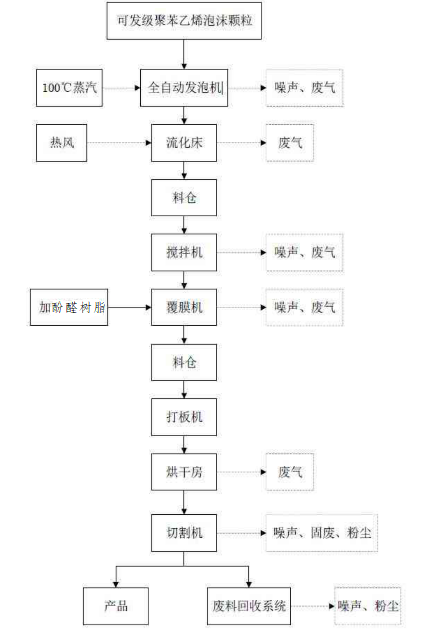 可发级聚苯乙烯泡沫颗粒
100℃蒸汽
全自动发泡机
噪声、废气
热风
流化床
废气
料仓
搅拌机
噪声、废气
加酚醛树脂
覆膜机
噪声、废气
料仓
打板机
烘干房
废气
切割机
噪声、固废、粉尘
产品
废料回收系统
噪声、粉尘